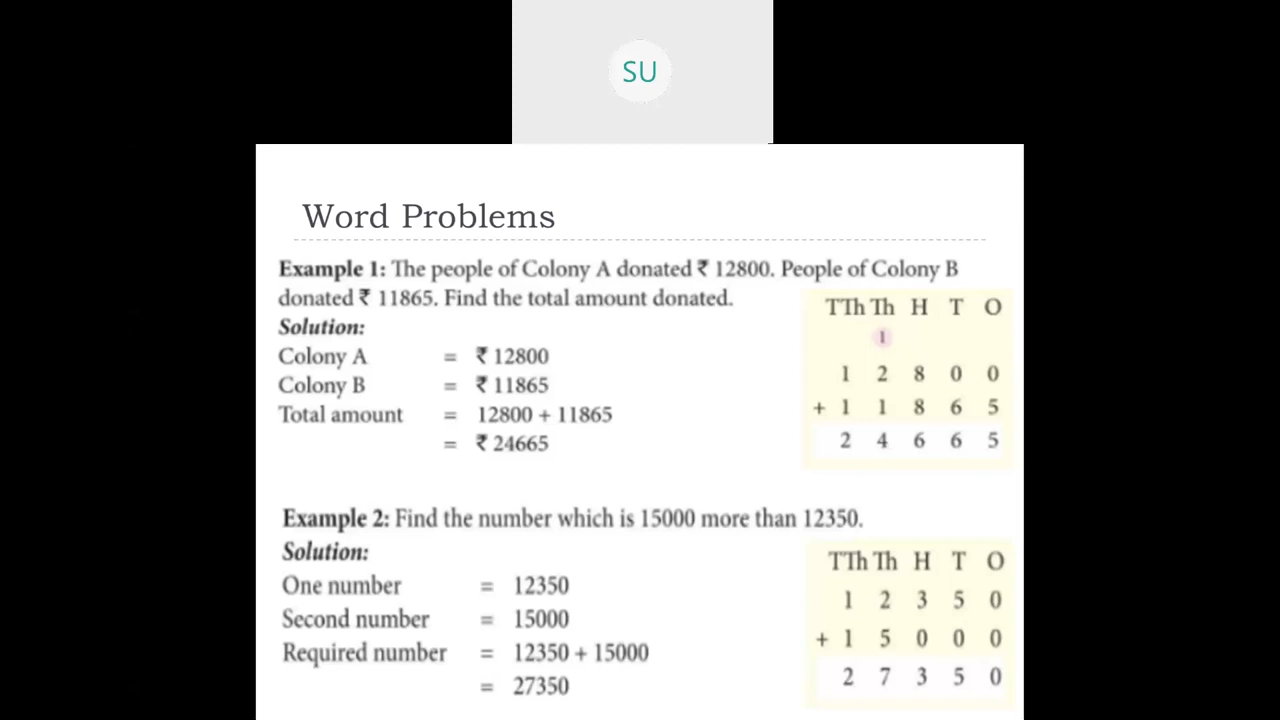 SU
Word Problems
Example 1: The people of Colony A donated ₹ 12800. People of Colony B
donated ₹ 11865. Find the total amount donated.
Solution:
Colony A = ₹ 12800
Colony B = ₹ 11865
Total amount = 12800 + 11865
= ₹ 24665
TTh Th H T O
1
1 2 8 0 0
+ 1 1 8 6 5
2 4 6 6 5
Example 2: Find the number which is 15000 more than 12350.
Solution:
One number = 12350
Second number = 15000
Required number = 12350 + 15000
= 27350
TTh Th H T O
1 2 3 5 0
+ 1 5 0 0 0
2 7 3 5 0